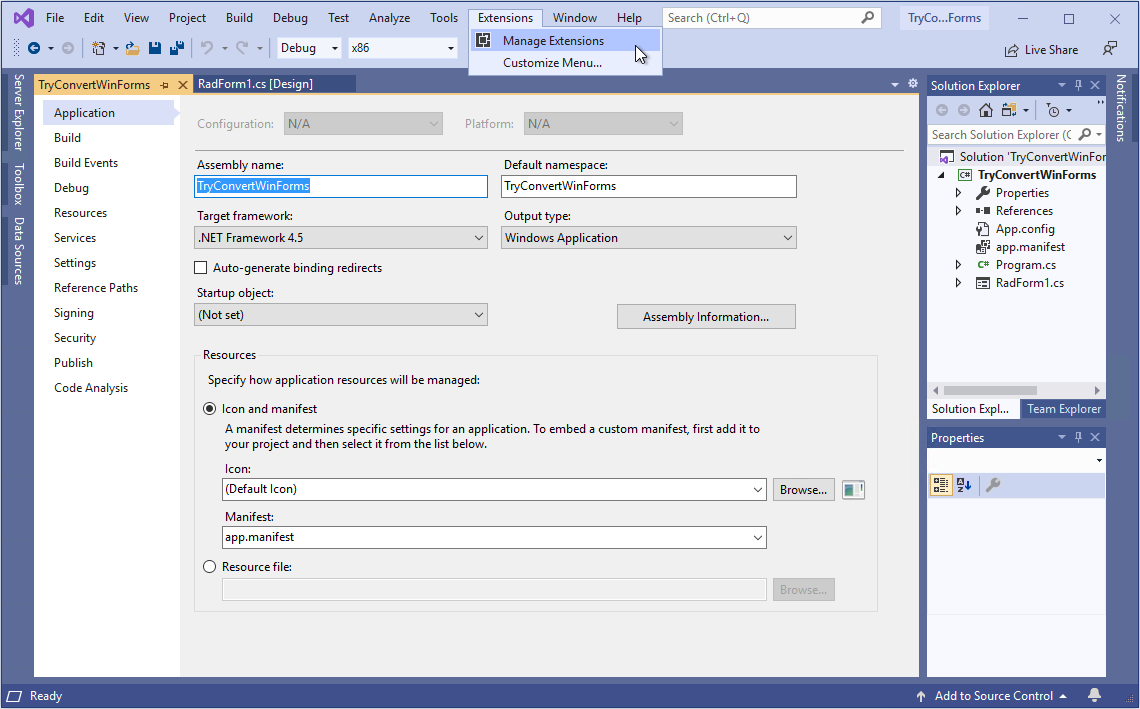 File Edit View Project Build Debug Test Analyze Tools Extensions Window Help Search (Ctrl+Q) TryCo...Forms
Manage Extensions
Customize Menu...
Debug x86 Live Share
Server Explorer
Toolbox
Data Sources
TryConvertWinForms RadForm1.cs [Design]
Application
Build
Build Events
Debug
Resources
Services
Settings
Reference Paths
Signing
Security
Publish
Code Analysis
Configuration: N/A Platform: N/A
Assembly name: Default namespace:
TryConvertWinForms TryConvertWinForms
Target framework: Output type:
.NET Framework 4.5 Windows Application
Auto-generate binding redirects
Startup object:
(Not set) Assembly Information...
Resources
Specify how application resources will be managed:
Icon and manifest
A manifest determines specific settings for an application. To embed a custom manifest, first add it to
your project and then select it from the list below.
Icon:
(Default Icon) Browse...
Manifest:
app.manifest
Resource file:
Browse...
Solution Explorer
Search Solution Explorer (C
Solution 'TryConvertWinFor
TryConvertWinForms
Properties
References
App.config
app.manifest
C# Program.cs
RadForm1.cs
Solution Expl... Team Explorer
Properties
Notifications
Ready Add to Source Control